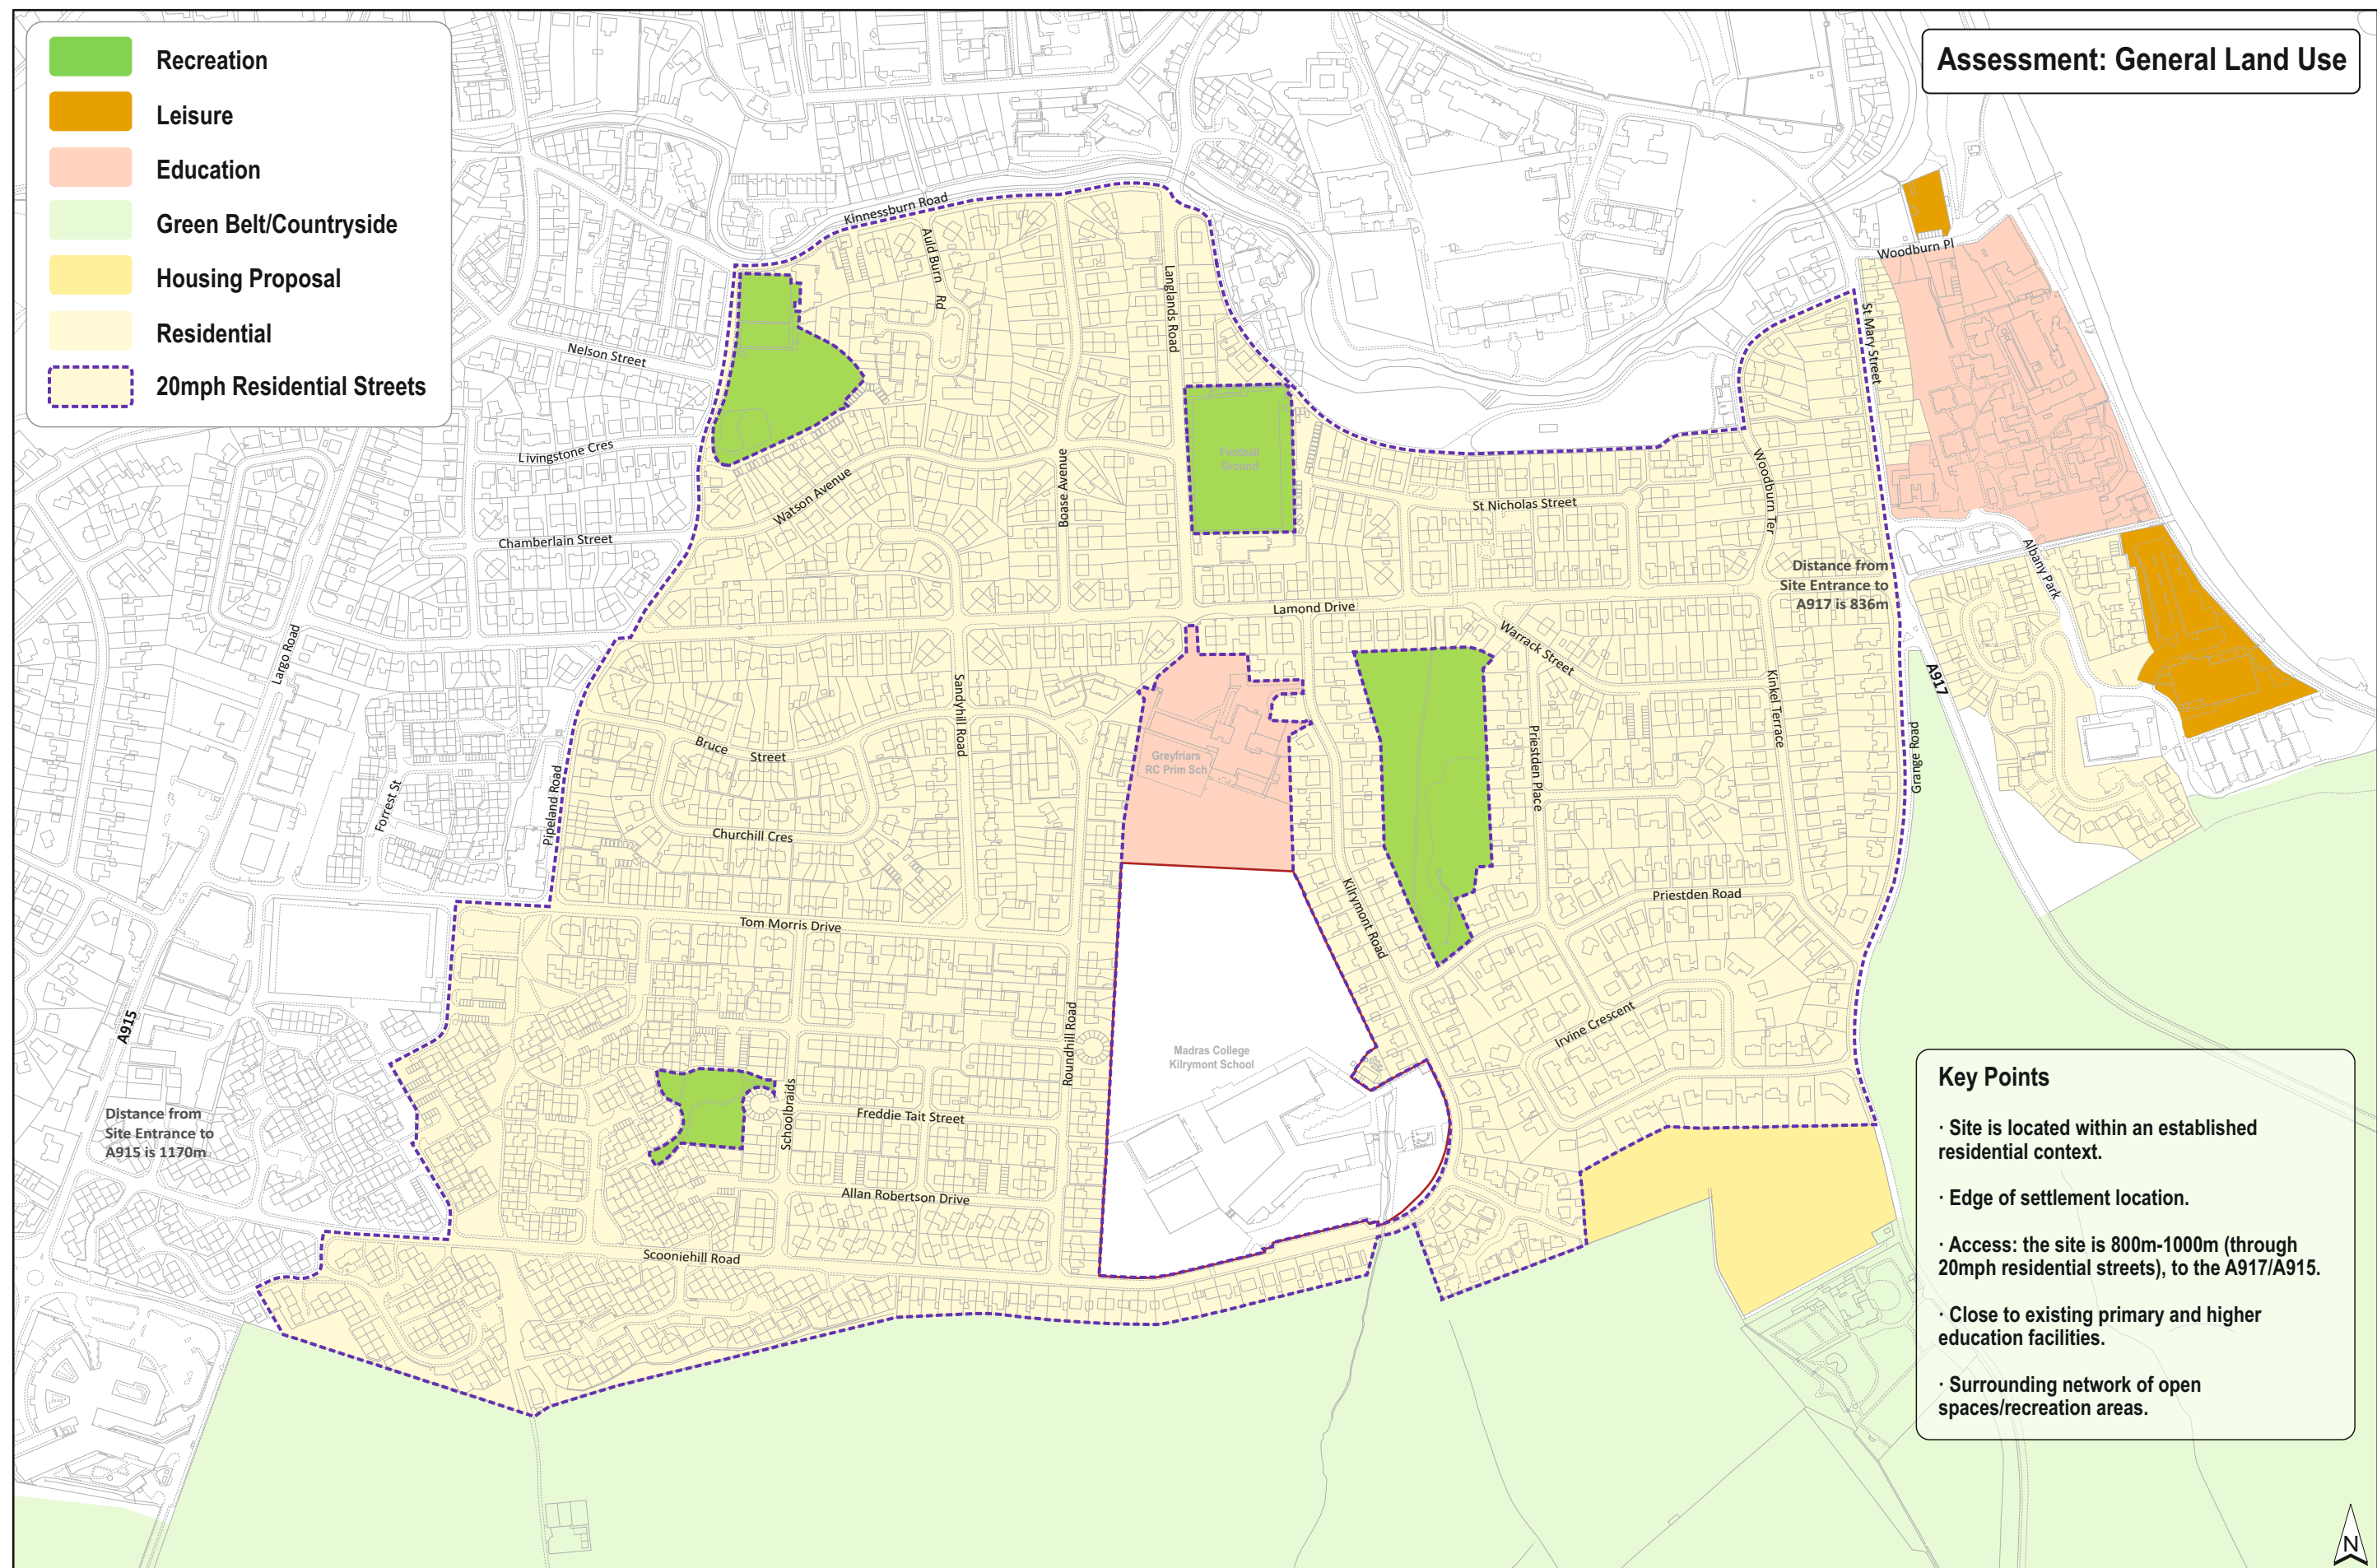 Assessment: General Land Use
Recreation
Leisure
Education
Green Belt/Countryside
Housing Proposal
Residential
20mph Residential Streets
Kinnessburn Road
Auld Burn Rd
Langlands Road
Woodburn Pl
St Mary Street
Nelson Street
Livingstone Cres
Watson Avenue
Boase Avenue
Football
Ground
St Nicholas Street
Woodburn Ter
Chamberlain Street
Albany Park
Distance from
Site Entrance to
A917 is 836m
Lamond Drive
Warrack Street
Largo Road
Sandyhill Road
Kinkel Terrace
A917
Grange Road
Bruce Street
Greyfriars
RC Prim Sch
Priestden Place
Forrest St
Pipeland Road
Churchill Cres
Kilrymont Road
Priestden Road
Tom Morris Drive
A915
Roundhill Road
Irvine Crescent
Madras College
Kilrymont School
Distance from
Site Entrance to
A915 is 1170m
Schoolbraids
Freddie Tait Street
Allan Robertson Drive
Scooniehill Road
Key Points
· Site is located within an established
residential context.
· Edge of settlement location.
· Access: the site is 800m-1000m (through
20mph residential streets), to the A917/A915.
· Close to existing primary and higher
education facilities.
· Surrounding network of open
spaces/recreation areas.
N